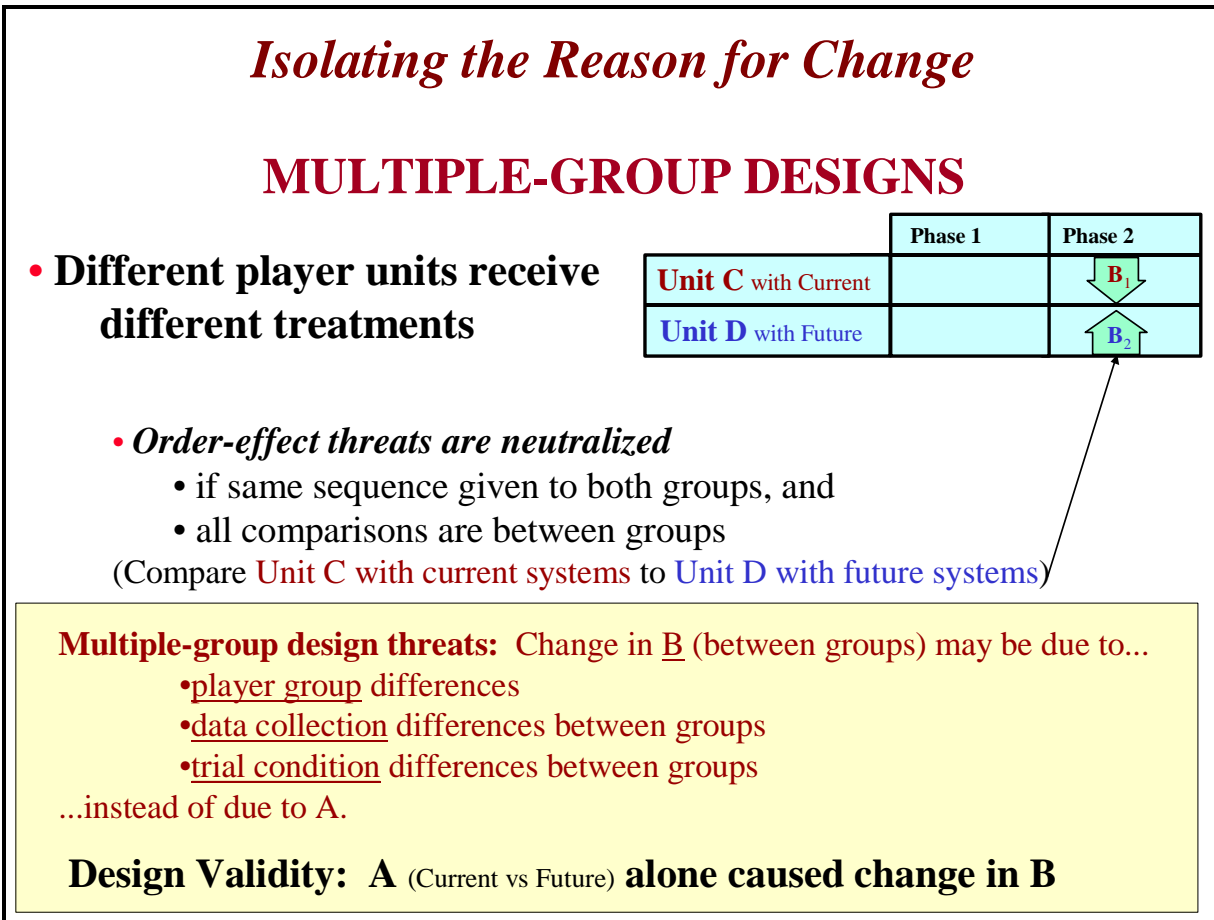 Isolating the Reason for Change
MULTIPLE-GROUP DESIGNS
• Different player units receive
different treatments
Phase 1 Phase 2
Unit C with Current B1
Unit D with Future B2
• Order-effect threats are neutralized
• if same sequence given to both groups, and
• all comparisons are between groups
(Compare Unit C with current systems to Unit D with future systems)
Multiple-group design threats: Change in B (between groups) may be due to...
•player group differences
•data collection differences between groups
•trial condition differences between groups
...instead of due to A.
Design Validity: A (Current vs Future) alone caused change in B